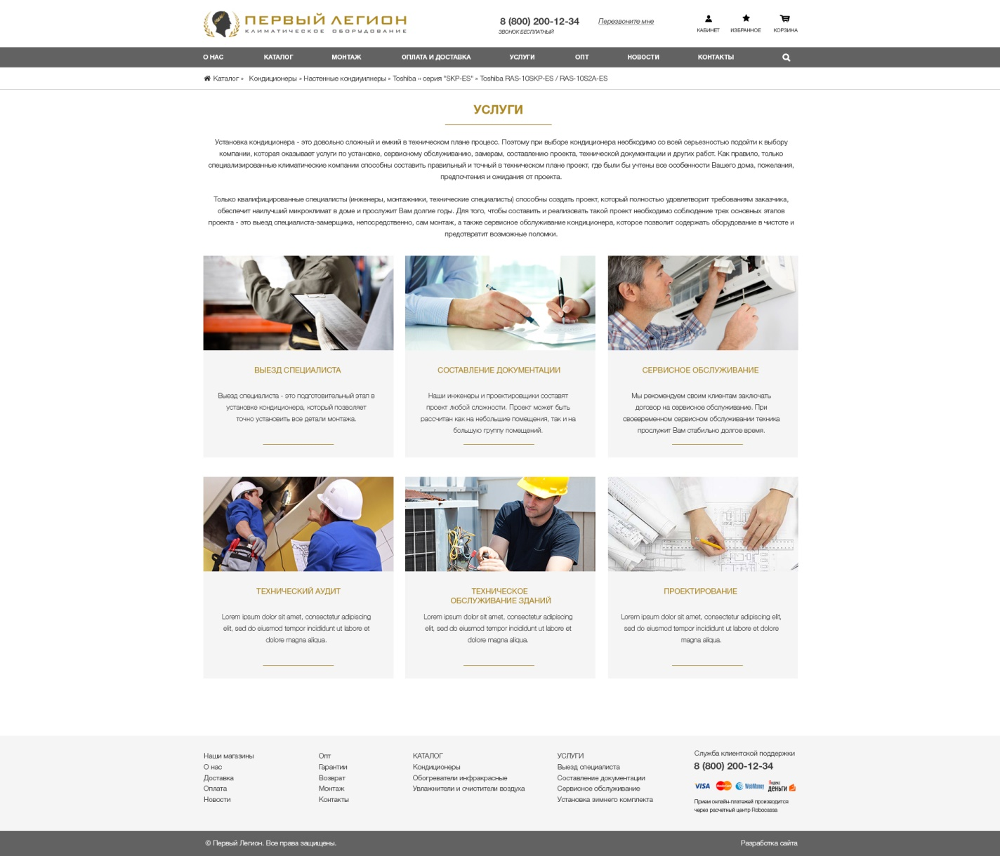 ПЕРВЫЙ ЛЕГИОН
КЛИМАТИЧЕСКОЕ ОБОРУДОВАНИЕ
8 (800) 200-12-34
ЗВОНОК БЕСПЛАТНЫЙ
Перезвоните мне
КАБИНЕТ ИЗБРАННОЕ КОРЗИНА
О НАС КАТАЛОГ МОНТАЖ ОПЛАТА И ДОСТАВКА УСЛУГИ ОПТ НОВОСТИ КОНТАКТЫ
Каталог » Кондиционеры » Настенные кондиуилнеры » Toshiba » серия "SKP-ES" » Toshiba RAS-10SKP-ES / RAS-10S2A-ES
УСЛУГИ
Установка кондиционера - это довольно сложный и емкий в техническом плане процесс. Поэтому при выборе кондиционера необходимо со всей серьезностью подойти к выбору
компании, которая оказывает услуги по установке, сервисному обслуживанию, замерам, составлению проекта, технической документации и других работ. Как правило, только
специализированные климатические компании способны составить правильный и точный в техническом плане проект, где были бы учтены все особенности Вашего дома, пожелания,
предпочтения и ожидания от проекта.
Только квалифицированные специалисты (инженеры, монтажники, технические специалисты) способны создать проект, который полностью удовлетворит требованиям заказчика,
обеспечит наилучший микроклимат в доме и прослужит Вам долгие годы. Для того, чтобы составить и реализовать такой проект необходимо соблюдение трех основных этапов
проекта - это выезд специалиста-замерщика, непосредственно, сам монтаж, а также сервисное обслуживание кондиционера, которое позволит содержать оборудование в чистоте и
предотвратит возможные поломки.
ВЫЕЗД СПЕЦИАЛИСТА
Выезд специалиста - это подготовительный этап в
установке кондиционера, который позволяет
точно установить все детали монтажа.
СОСТАВЛЕНИЕ ДОКУМЕНТАЦИИ
Наши инженеры и проектировщики составят
проект любой сложности. Проект может быть
рассчитан как на небольшие помещения, так и на
большую группу помещений.
СЕРВИСНОЕ ОБСЛУЖИВАНИЕ
Мы рекомендуем своим клиентам заключать
договор на сервисное обслуживание. При
своевременном сервисном обслуживании техника
прослужит Вам стабильно долгое время.
ТЕХНИЧЕСКИЙ АУДИТ
Lorem ipsum dolor sit amet, consectetur adipiscing
elit, sed do eiusmod tempor incididunt ut labore et
dolore magna aliqua.
ТЕХНИЧЕСКОЕ
ОБСЛУЖИВАНИЕ ЗДАНИЙ
Lorem ipsum dolor sit amet, consectetur adipiscing
elit, sed do eiusmod tempor incididunt ut labore et
dolore magna aliqua.
ПРОЕКТИРОВАНИЕ
Lorem ipsum dolor sit amet, consectetur adipiscing elit,
sed do eiusmod tempor incididunt ut labore et dolore
magna aliqua.
Наши магазины
О нас
Доставка
Оплата
Новости
Опт
Гарантии
Возврат
Монтаж
Контакты
КАТАЛОГ
Кондиционеры
Обогреватели инфракрасные
Увлажнители и очистители воздуха
УСЛУГИ
Выезд специалиста
Составление документации
Сервисное обслуживание
Установка зимнего комплекта
Служба клиентской поддержки
8 (800) 200-12-34
VISA MasterCard WebMoney Яндекс деньги
Прием онлайн-платежей производится
через расчетный центр Robocassa
© Первый Легион. Все права защищены.
Разработка сайта